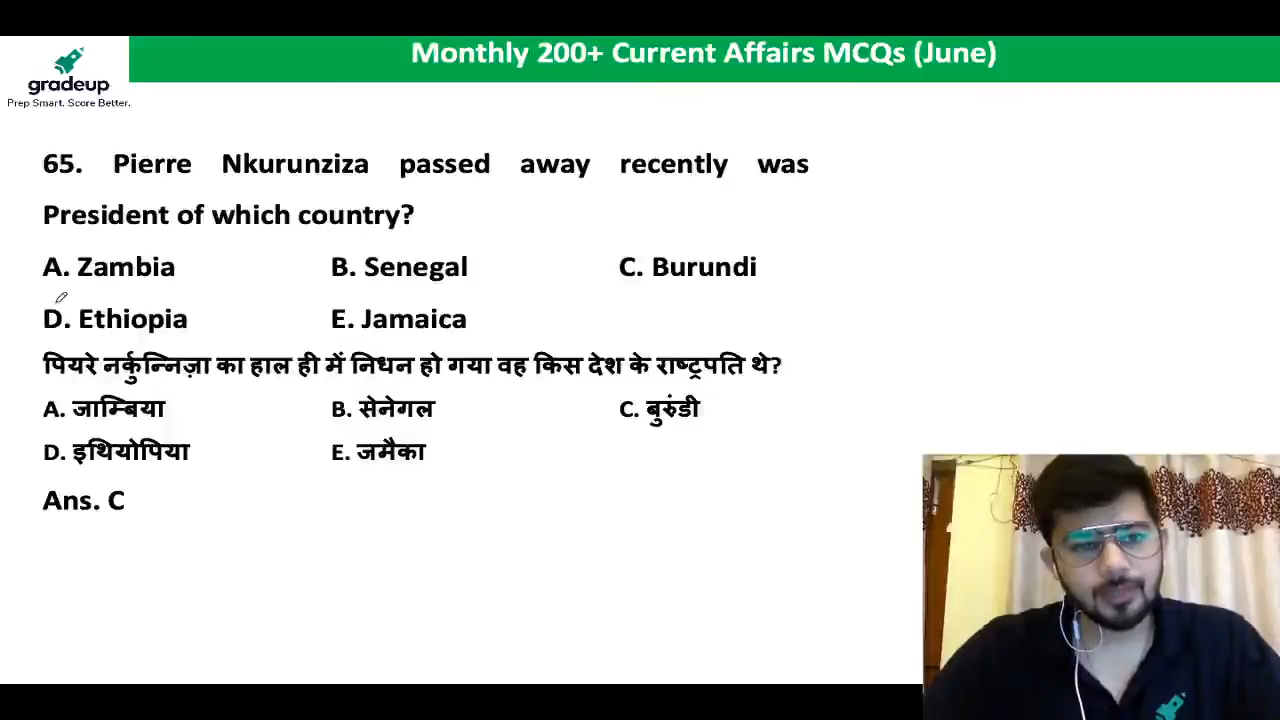 Monthly 200+ Current Affairs MCQs (June)
gradeup
Prep Smart. Score Better.
65. Pierre Nkurunziza passed away recently was
President of which country?
A. Zambia B. Senegal C. Burundi
D. Ethiopia E. Jamaica
पियरे नर्कुन्निज़ा का हाल ही में निधन हो गया वह किस देश के राष्ट्रपति थे?
A. जाम्बिया B. सेनेगल C. बुरुंडी
D. इथियोपिया E. जमैका
Ans. C